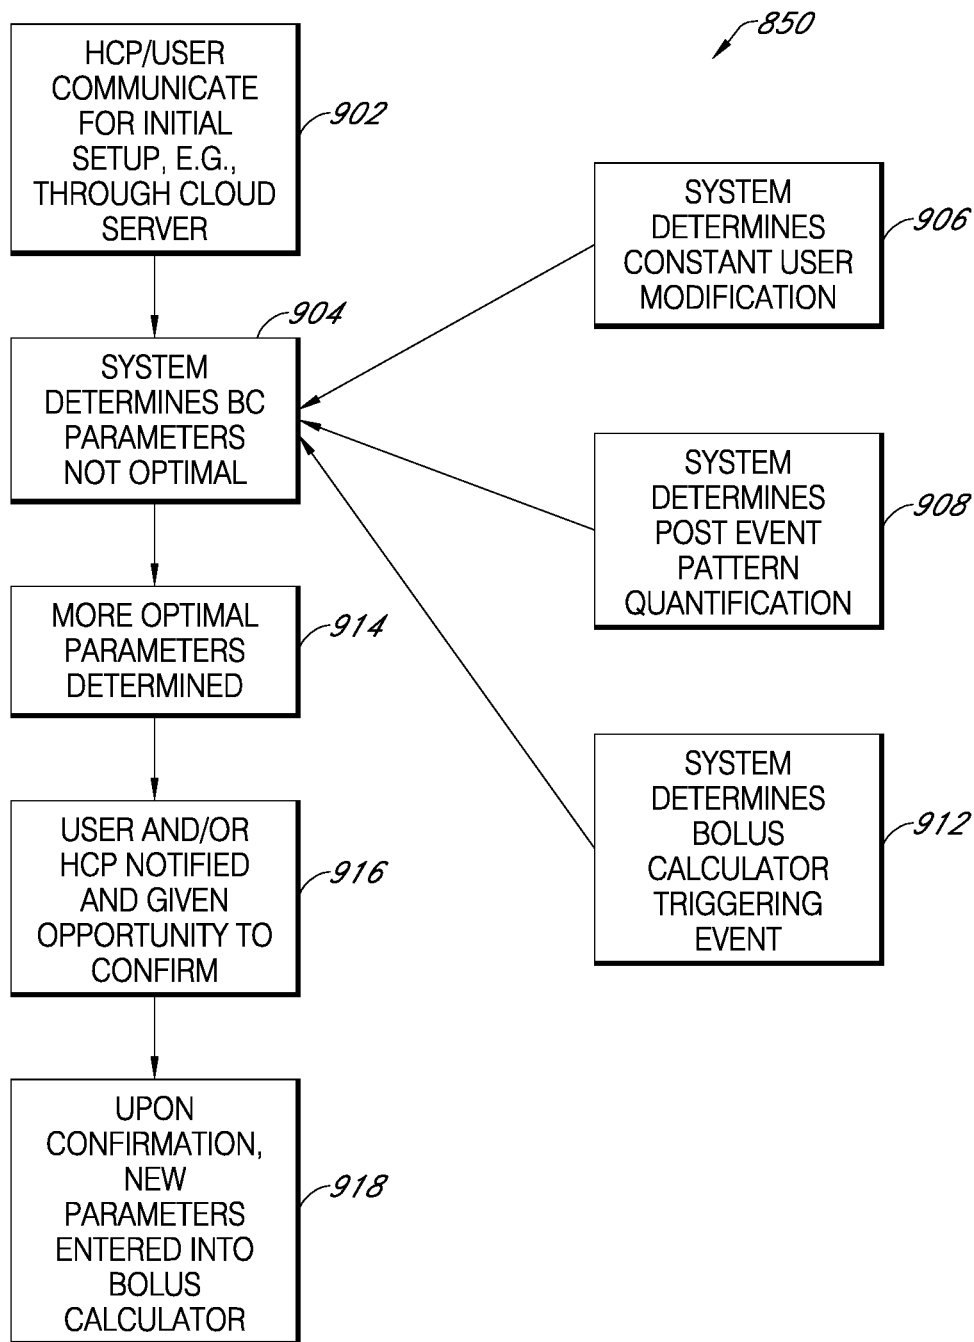 850
HCP/USER
COMMUNICATE
FOR INITIAL
SETUP, E.G.,
THROUGH CLOUD
SERVER
902
SYSTEM
DETERMINES BC
PARAMETERS
NOT OPTIMAL
904
MORE OPTIMAL
PARAMETERS
DETERMINED
914
USER AND/OR
HCP NOTIFIED
AND GIVEN
OPPORTUNITY TO
CONFIRM
916
UPON
CONFIRMATION,
NEW
PARAMETERS
ENTERED INTO
BOLUS
CALCULATOR
918
SYSTEM
DETERMINES
CONSTANT USER
MODIFICATION
906
SYSTEM
DETERMINES
POST EVENT
PATTERN
QUANTIFICATION
908
SYSTEM
DETERMINES
BOLUS
CALCULATOR
TRIGGERING
EVENT
912